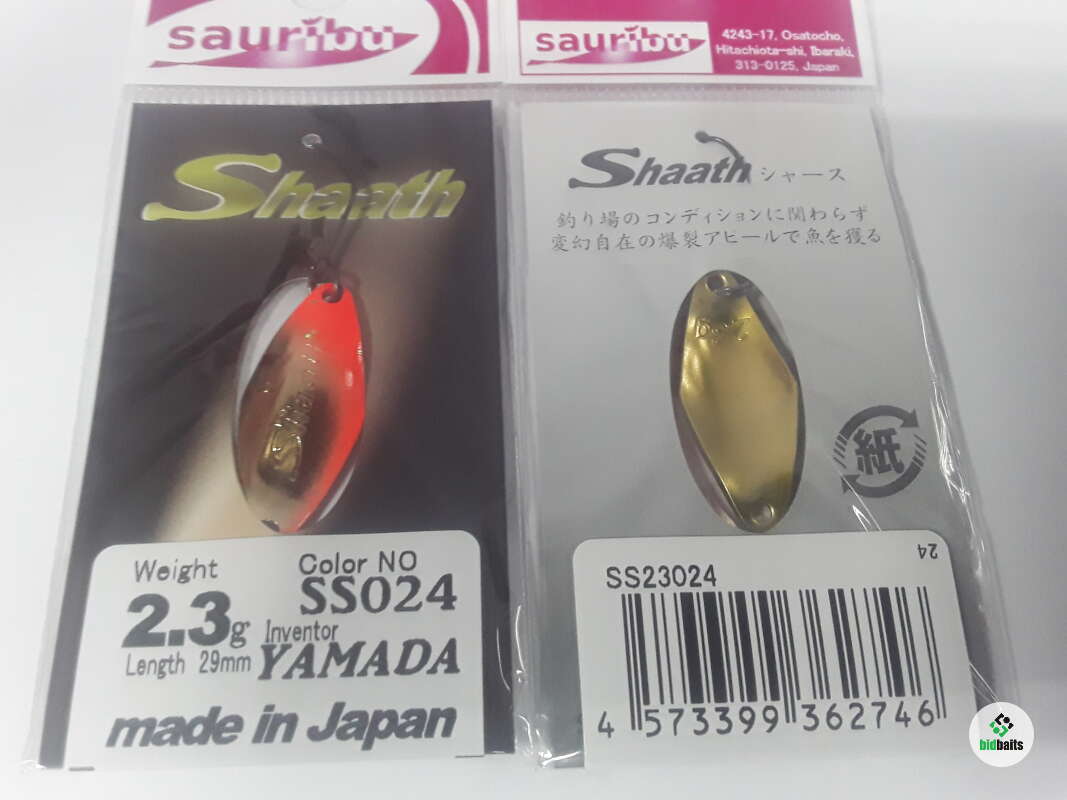 sauribu
Shaath
Shaath
Weight
Color NO
2.3g
SS024
Inventor
Length 29mm
YAMADA
made in Japan
sauribu
4243-17, Osatocho,
Hitachiota-shi, Ibaraki,
313-0125, Japan
Shaath シャース
釣り場のコンディションに関わらず
変幻自在の爆裂アピールで魚を獲る
紙
24
SS23024
4 573399 362746
bidbaits